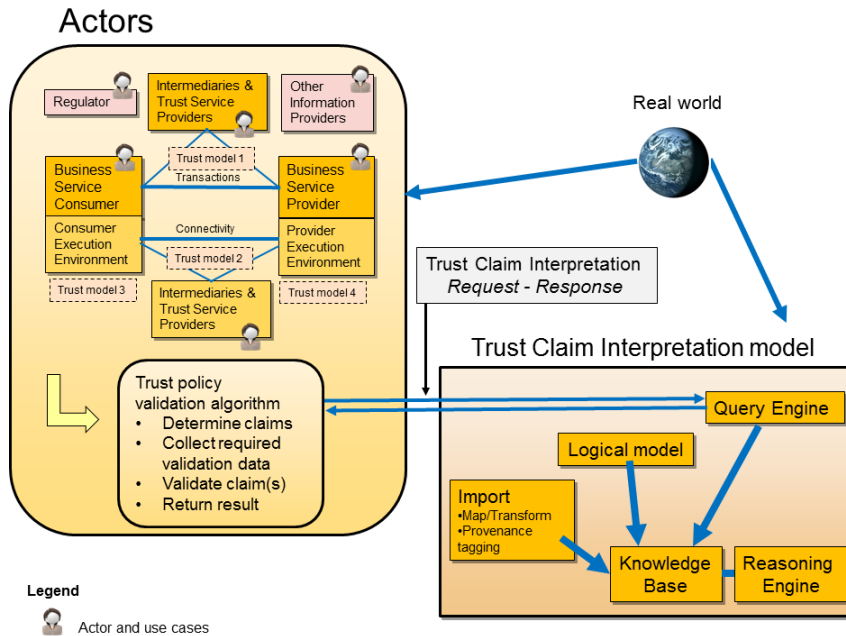 Actors
Regulator
Intermediaries &
Trust Service
Providers
Other
Information
Providers
Real world
Trust model 1
Transactions
Business
Service
Consumer
Business
Service
Provider
Consumer
Execution
Environment
Connectivity
Trust model 2
Provider
Execution
Environment
Trust model 3
Intermediaries &
Trust Service
Providers
Trust model 4
Trust Claim Interpretation
Request - Response
Trust Claim Interpretation model
Trust policy
validation algorithm
• Determine claims
• Collect required
validation data
• Validate claim(s)
• Return result
Query Engine
Logical model
Import
•Map/Transform
•Provenance
tagging
Knowledge
Base
Reasoning
Engine
Legend
Actor and use cases